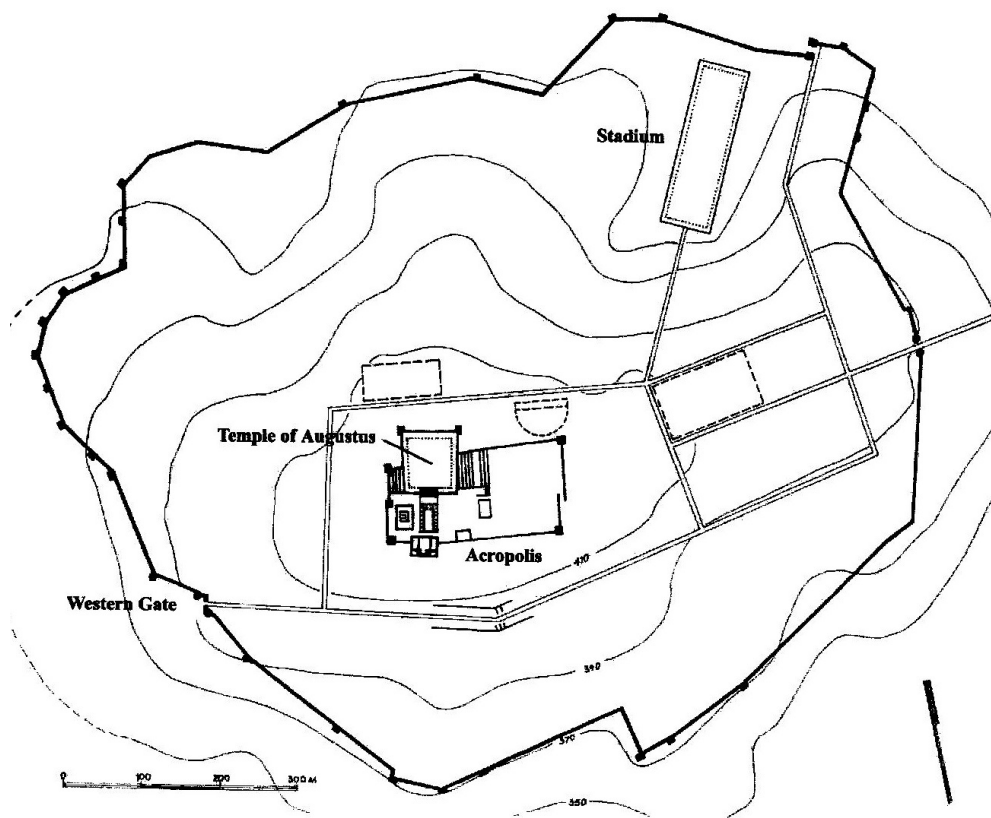 Stadium
Temple of Augustus
Acropolis
410
Western Gate
390
370
350
0 100 200 300 M